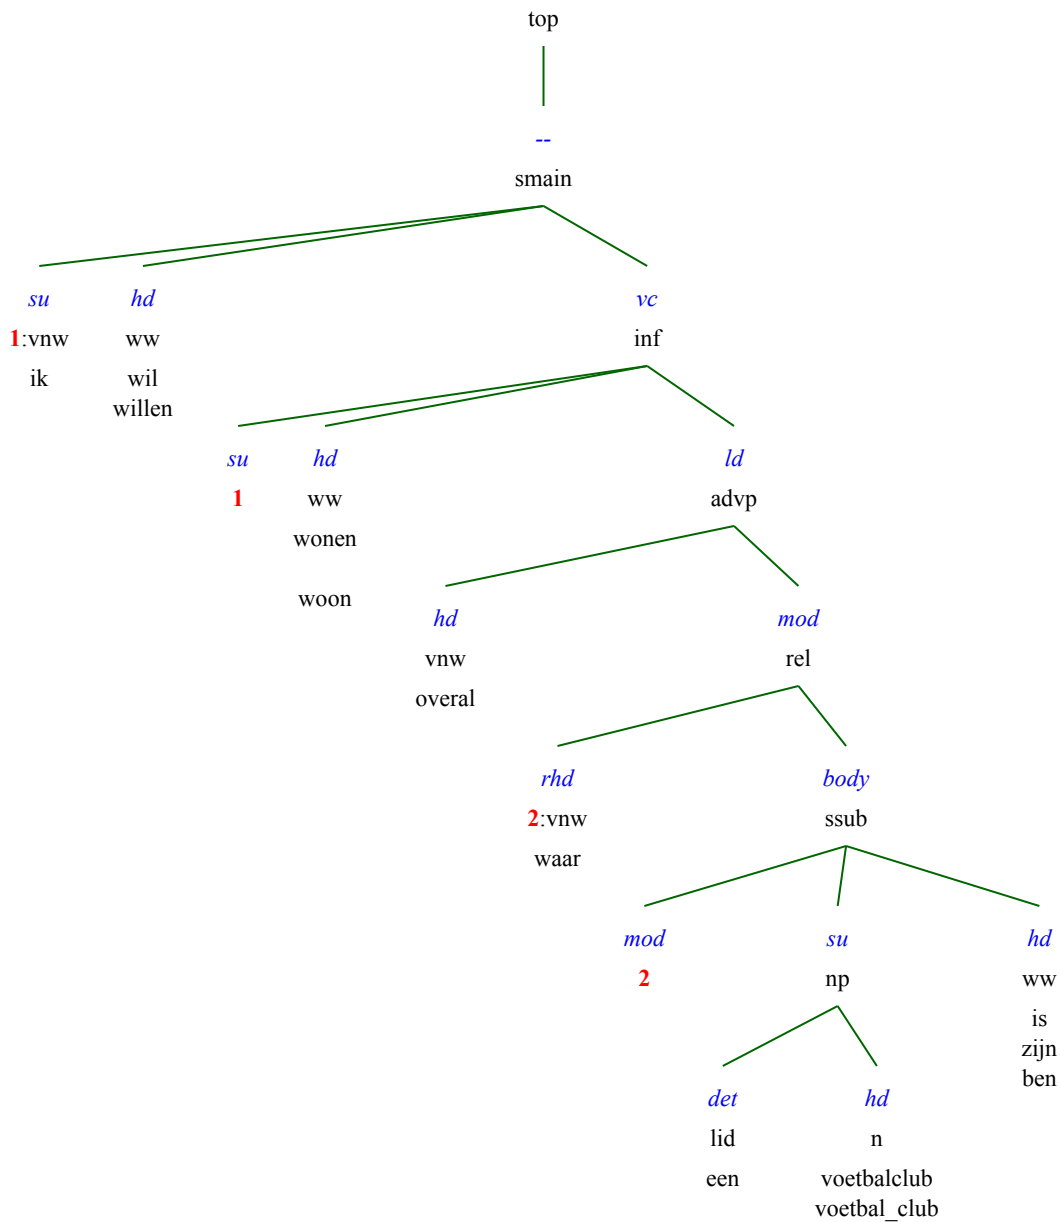 top
--
smain
su hd vc
1:vnw ww inf
ik wil
willen
su hd ld
1 ww advp
wonen
woon
hd mod
vnw rel
overal
rhd body
2:vnw ssub
waar
mod su hd
2 np ww
is
zijn
ben
det hd
lid n
een voetbalclub
voetbal_club